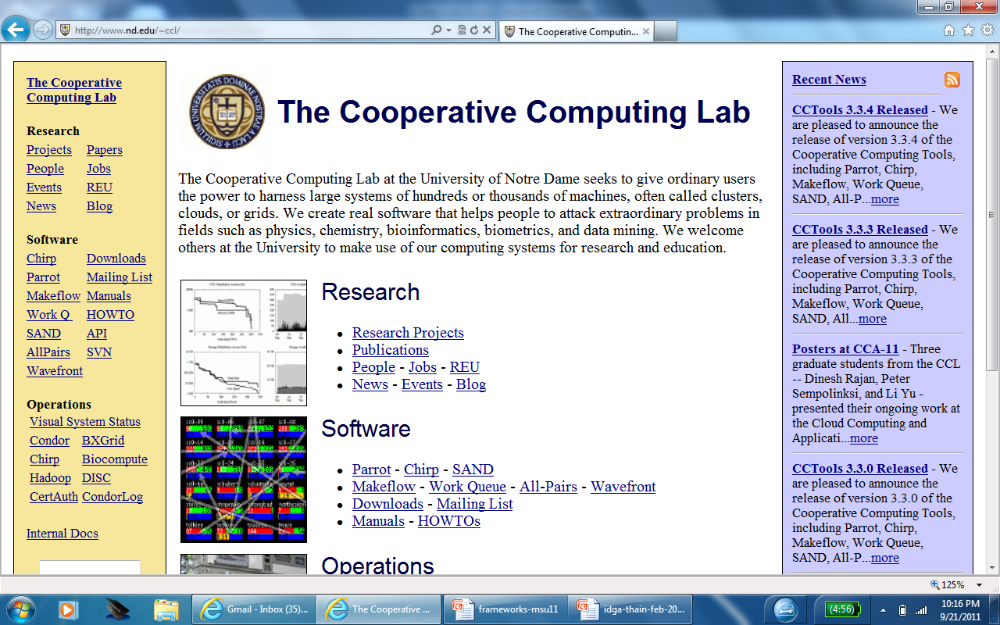 http://www.nd.edu/~ccl/
The Cooperative Computin...
The Cooperative
Computing Lab
Research
Projects Papers
People Jobs
Events REU
News Blog
Software
Chirp Downloads
Parrot Mailing List
Makeflow Manuals
Work Q HOWTO
SAND API
AllPairs SVN
Wavefront
Operations
Visual System Status
Condor BXGrid
Chirp Biocompute
Hadoop DISC
CertAuth CondorLog
Internal Docs
The Cooperative Computing Lab
The Cooperative Computing Lab at the University of Notre Dame seeks to give ordinary users
the power to harness large systems of hundreds or thousands of machines, often called clusters,
clouds, or grids. We create real software that helps people to attack extraordinary problems in
fields such as physics, chemistry, bioinformatics, biometrics, and data mining. We welcome
others at the University to make use of our computing systems for research and education.
Research
Research Projects
Publications
People - Jobs - REU
News - Events - Blog
Software
Parrot - Chirp - SAND
Makeflow - Work Queue - All-Pairs - Wavefront
Downloads - Mailing List
Manuals - HOWTOs
Operations
Recent News
CCTools 3.3.4 Released - We
are pleased to announce the
release of version 3.3.4 of the
Cooperative Computing Tools,
including Parrot, Chirp,
Makeflow, Work Queue,
SAND, All-P...more
CCTools 3.3.3 Released - We
are pleased to announce the
release of version 3.3.3 of the
Cooperative Computing Tools,
including Parrot, Chirp,
Makeflow, Work Queue,
SAND, All...more
Posters at CCA-11 - Three
graduate students from the CCL
-- Dinesh Rajan, Peter
Sempolinksi, and Li Yu -
presented their ongoing work at
the Cloud Computing and
Applicati...more
CCTools 3.3.0 Released - We
are pleased to announce the
release of version 3.3.0 of the
Cooperative Computing Tools,
including Parrot, Chirp,
Makeflow, Work Queue,
SAND, All-P...more
125%
Gmail - Inbox (35)...
The Cooperative ...
frameworks-msu11
idga-thain-feb-20...
(4:56)
10:16 PM
9/21/2011